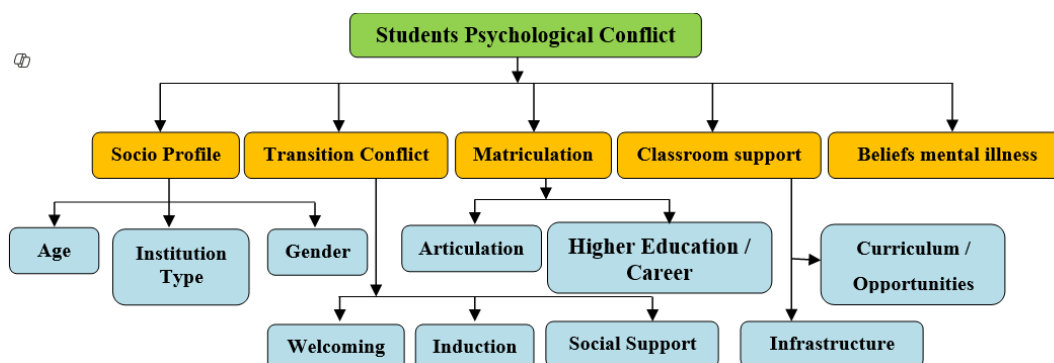 Students Psychological Conflict
Socio Profile
Transition Conflict
Matriculation
Classroom support
Beliefs mental illness
Age
Institution
Type
Gender
Articulation
Higher Education /
Career
Curriculum /
Opportunities
Welcoming
Induction
Social Support
Infrastructure